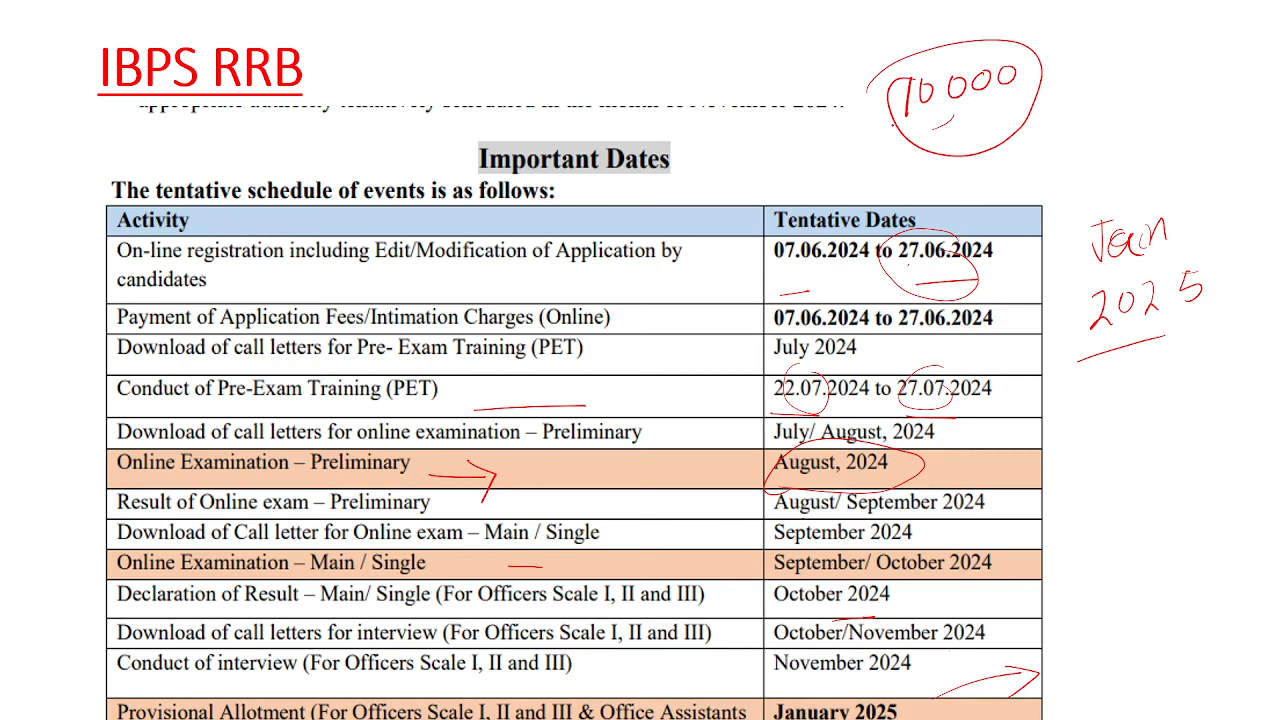 IBPS RRB
70000
Important Dates
The tentative schedule of events is as follows:
Activity Tentative Dates
On-line registration including Edit/Modification of Application by candidates 07.06.2024 to 27.06.2024
Payment of Application Fees/Intimation Charges (Online) 07.06.2024 to 27.06.2024
Download of call letters for Pre- Exam Training (PET) July 2024
Conduct of Pre-Exam Training (PET) 22.07.2024 to 27.07.2024
Download of call letters for online examination – Preliminary July/ August, 2024
Online Examination – Preliminary August, 2024
Result of Online exam – Preliminary August/ September 2024
Download of Call letter for Online exam – Main / Single September 2024
Online Examination – Main / Single September/ October 2024
Declaration of Result – Main/ Single (For Officers Scale I, II and III) October 2024
Download of call letters for interview (For Officers Scale I, II and III) October/November 2024
Conduct of interview (For Officers Scale I, II and III) November 2024
Provisional Allotment (For Officers Scale I, II and III & Office Assistants January 2025
Jan
2025